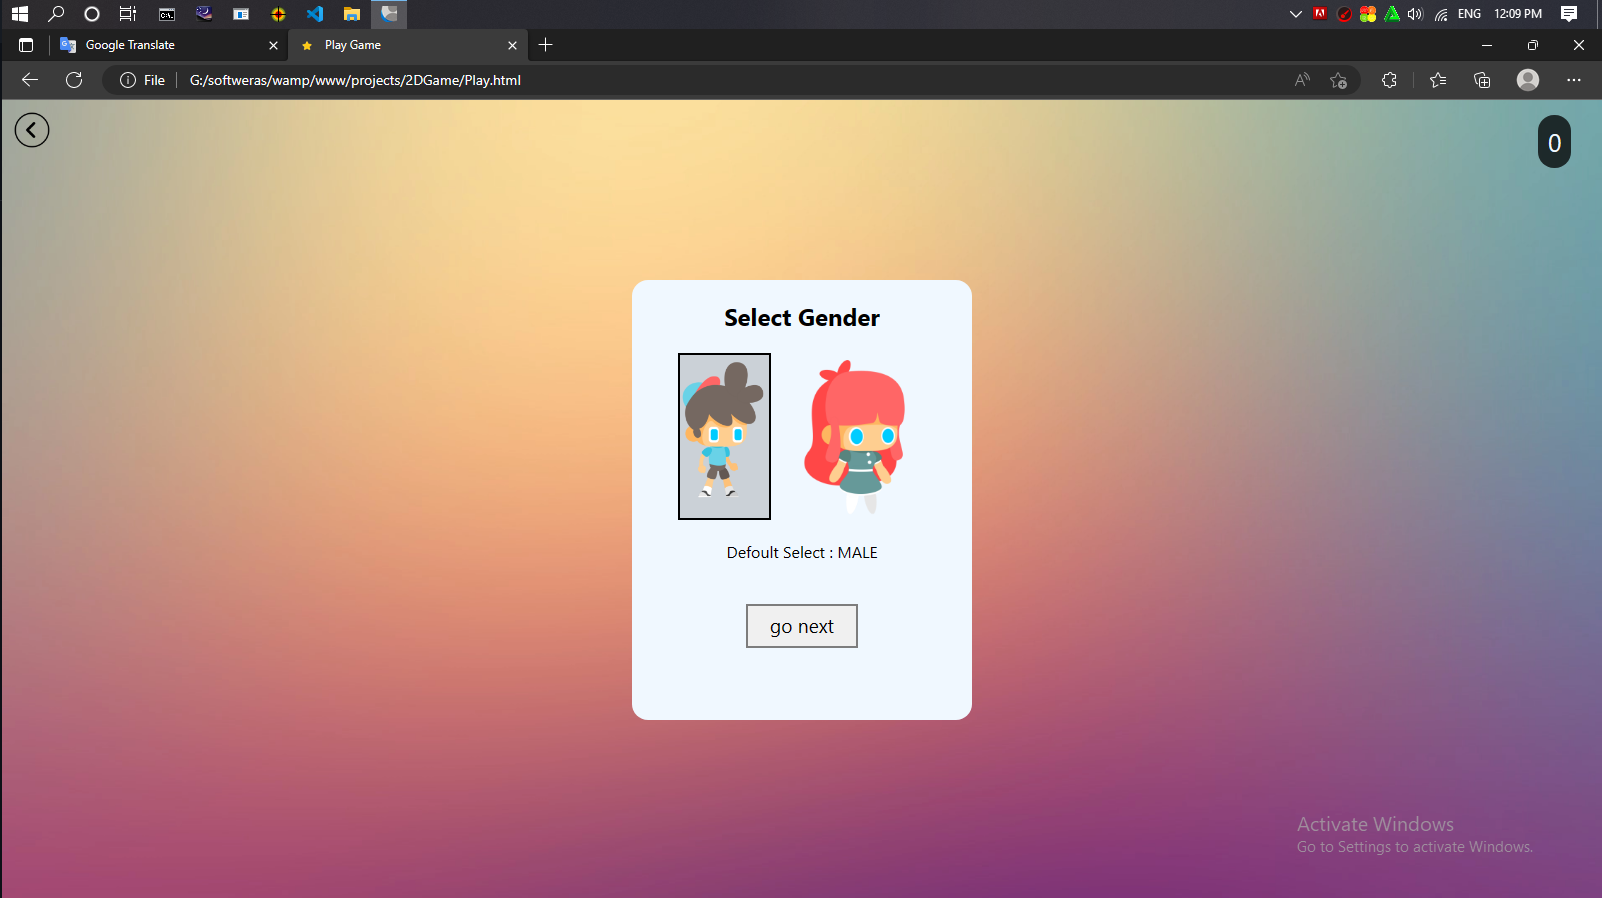 ENG 12:09 PM
Google Translate
Play Game
File
G:/softweras/wamp/www/projects/2DGame/Play.html
0
Select Gender
Defoult Select : MALE
go next
Activate Windows
Go to Settings to activate Windows.